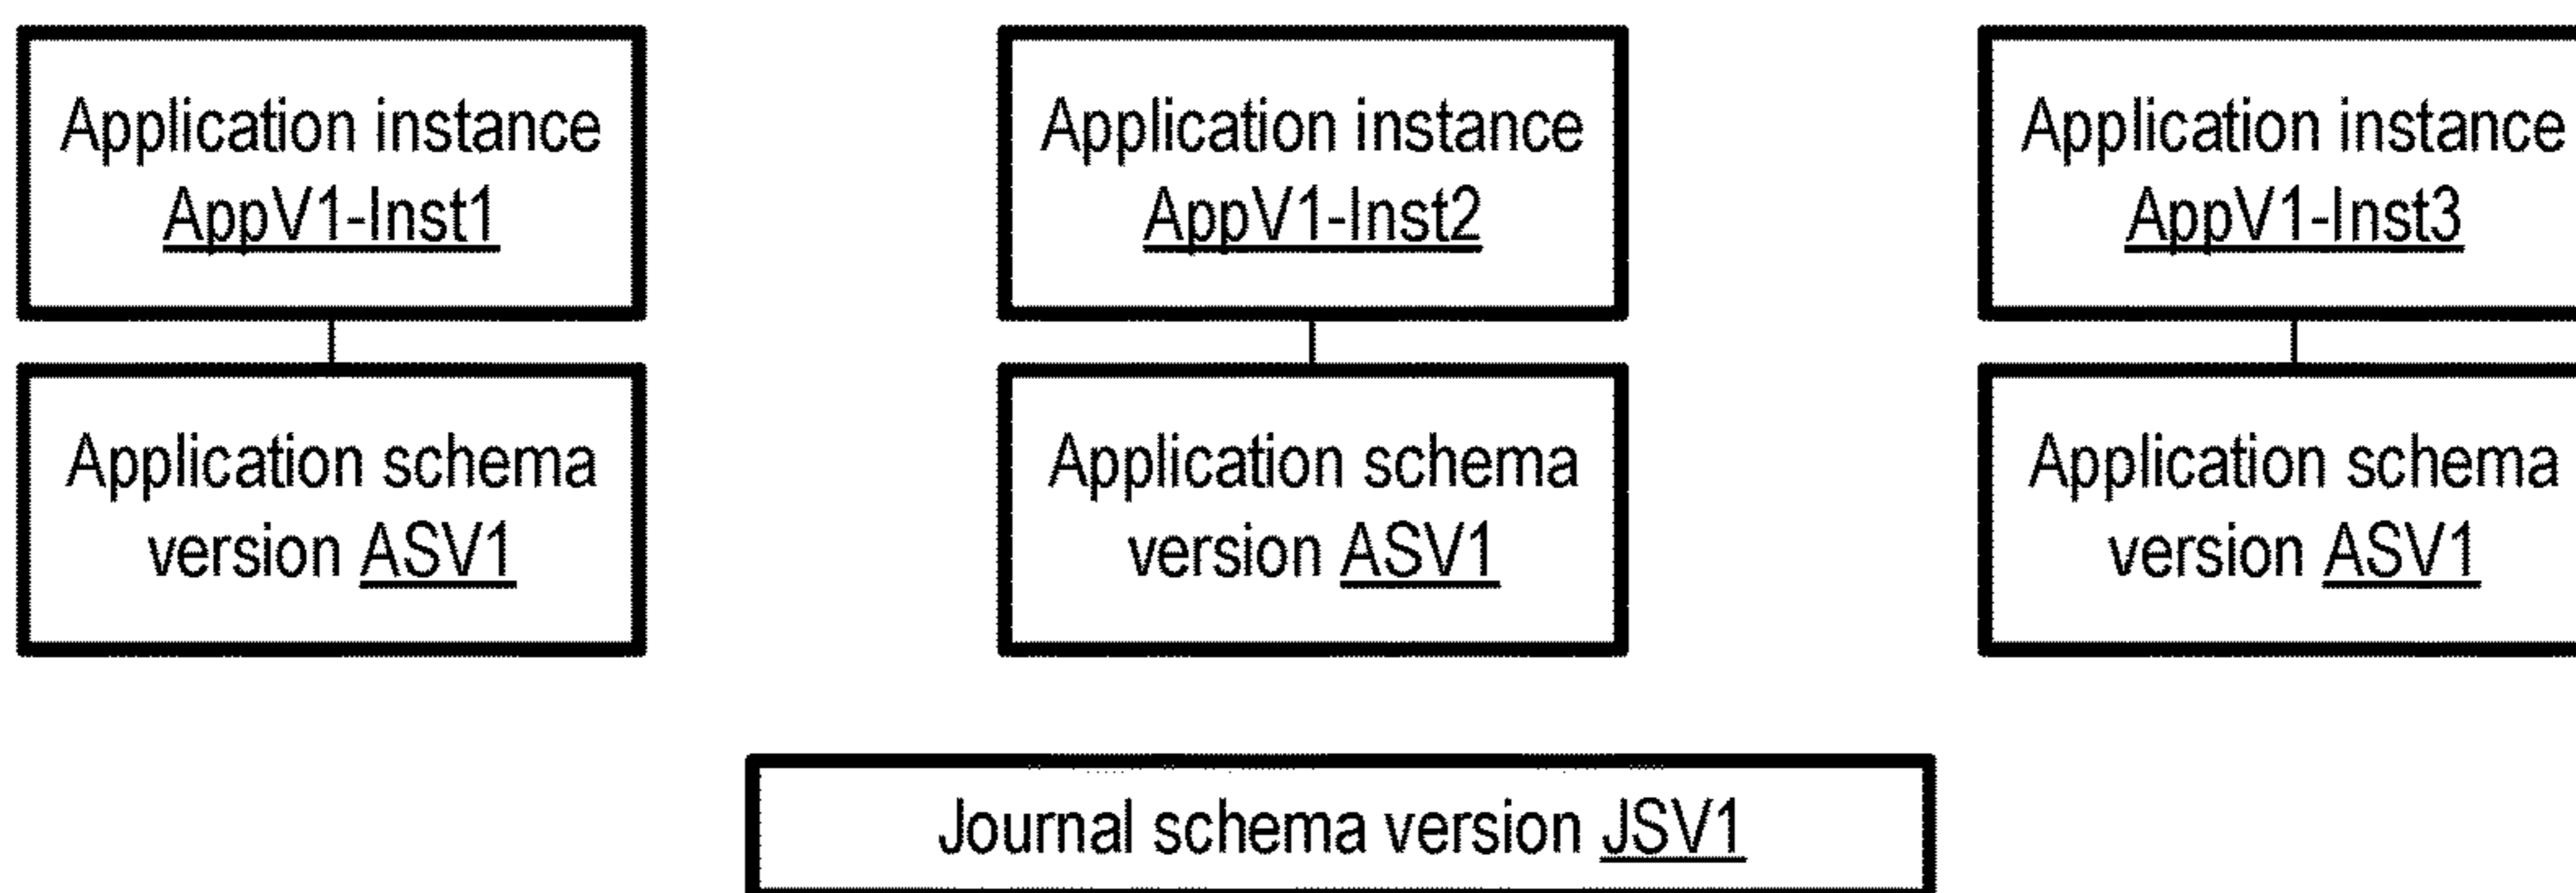 Application instance
AppV1-Inst1
Application schema
version ASV1
Application instance
AppV1-Inst2
Application schema
version ASV1
Application instance
AppV1-Inst3
Application schema
version ASV1
Journal schema version JSV1